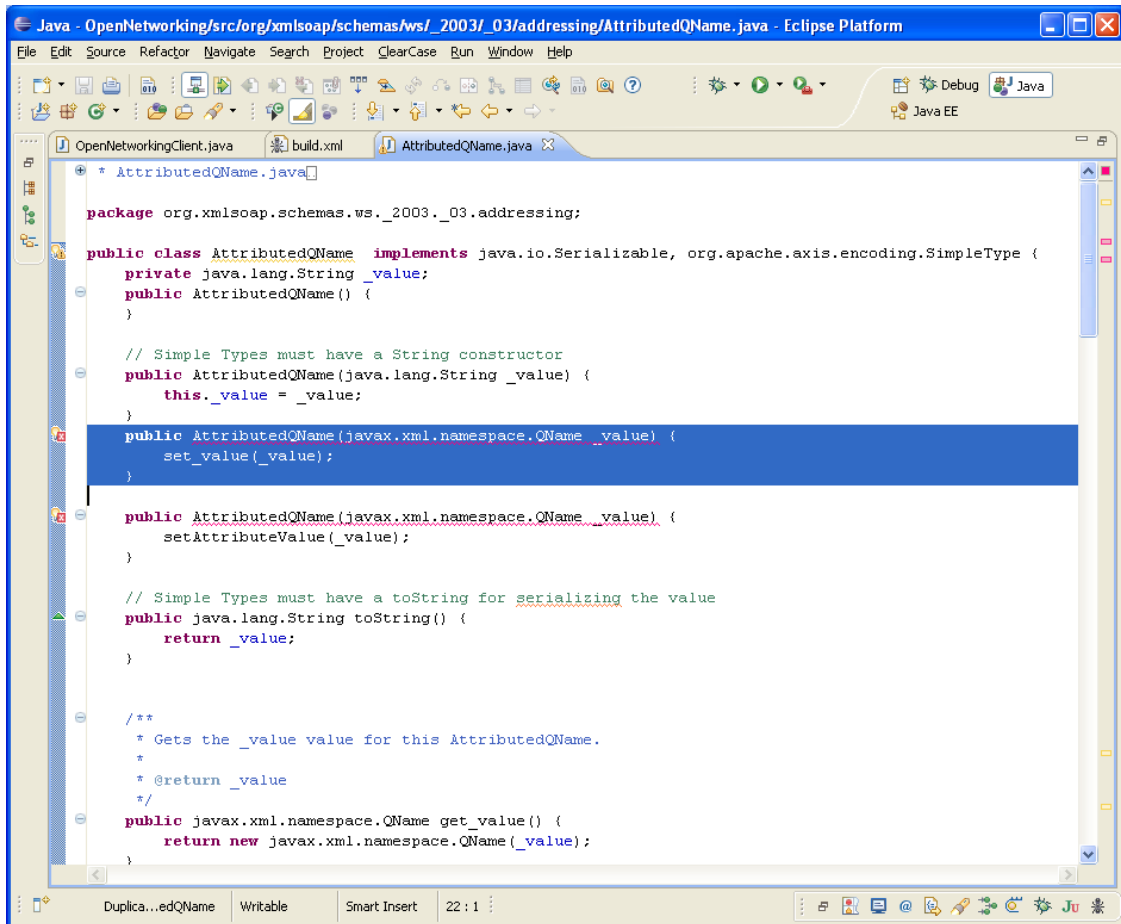 Java - OpenNetworking/src/org/xmlsoap/schemas/ws/_2003/_03/addressing/AttributedQName.java - Eclipse Platform
File Edit Source Refactor Navigate Search Project ClearCase Run Window Help
Debug Java
Java EE
OpenNetworkingClient.java build.xml AttributedQName.java
* AttributedQName.java
package org.xmlsoap.schemas.ws._2003._03.addressing;
public class AttributedQName  implements java.io.Serializable, org.apache.axis.encoding.SimpleType {
    private java.lang.String _value;
    public AttributedQName() {
    }
    // Simple Types must have a String constructor
    public AttributedQName(java.lang.String _value) {
        this._value = _value;
    }
    public AttributedQName(javax.xml.namespace.QName _value) {
        set_value(_value);
    }
    public AttributedQName(javax.xml.namespace.QName _value) {
        setAttributeValue(_value);
    }
    // Simple Types must have a toString for serializing the value
    public java.lang.String toString() {
        return _value;
    }
    /**
     * Gets the _value value for this AttributedQName.
     *
     * @return _value
     */
    public javax.xml.namespace.QName get_value() {
        return new javax.xml.namespace.QName(_value);
    }
Duplica...edQName Writable Smart Insert 22 : 1